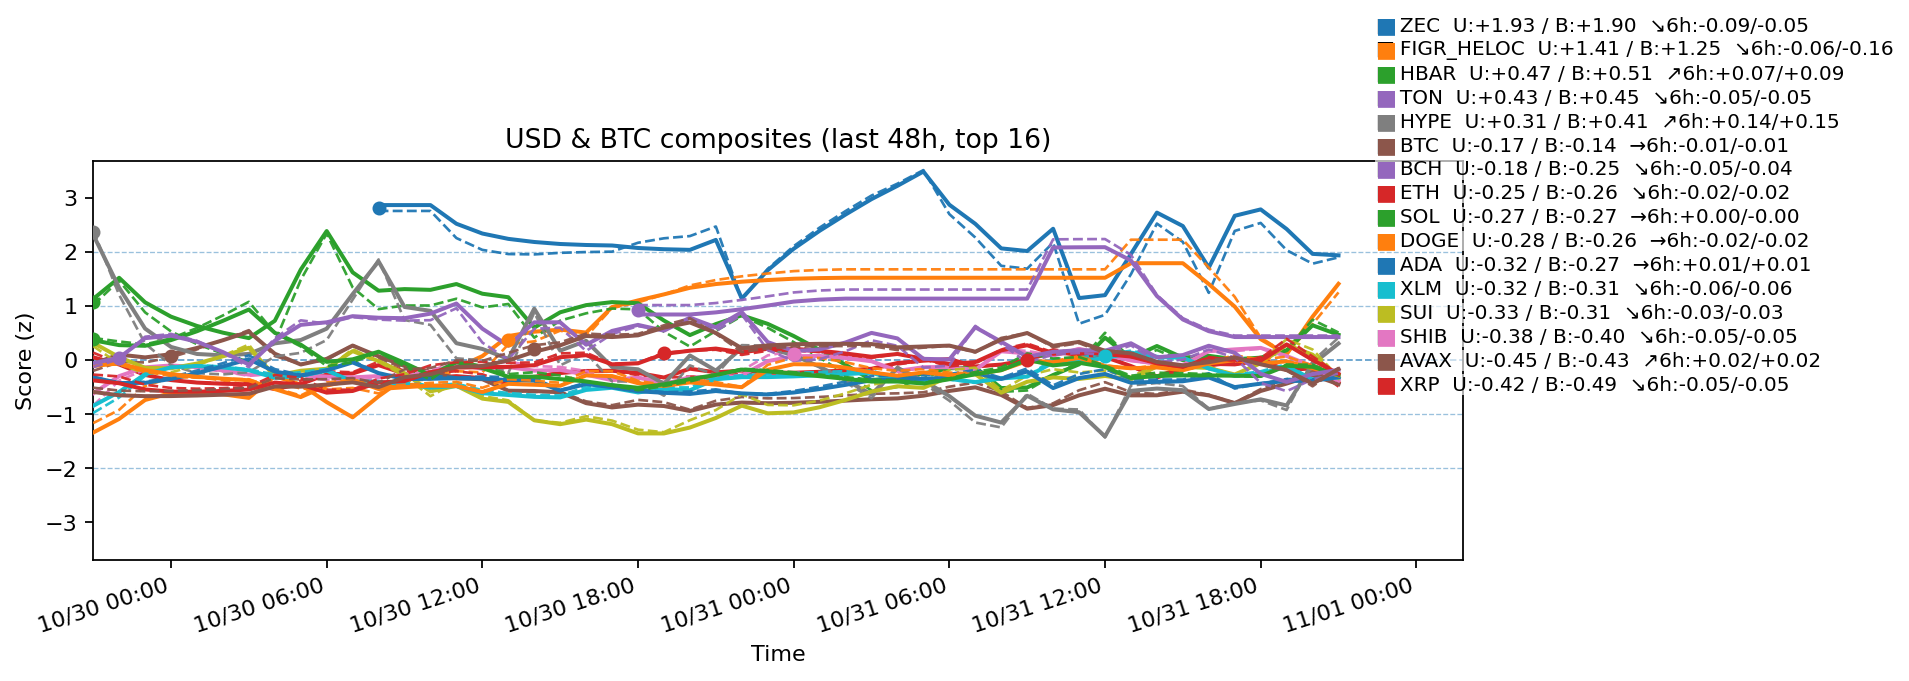 ZEC U:+1.93 / B:+1.90 ↘6h:-0.09/-0.05
FIGR_HELOC U:+1.41 / B:+1.25 ↘6h:-0.06/-0.16
HBAR U:+0.47 / B:+0.51 ↗6h:+0.07/+0.09
TON U:+0.43 / B:+0.45 ↘6h:-0.05/-0.05
HYPE U:+0.31 / B:+0.41 ↗6h:+0.14/+0.15
BTC U:-0.17 / B:-0.14 →6h:-0.01/-0.01
BCH U:-0.18 / B:-0.25 ↘6h:-0.05/-0.04
ETH U:-0.25 / B:-0.26 ↘6h:-0.02/-0.02
SOL U:-0.27 / B:-0.27 →6h:+0.00/-0.00
DOGE U:-0.28 / B:-0.26 →6h:-0.02/-0.02
ADA U:-0.32 / B:-0.27 →6h:+0.01/+0.01
XLM U:-0.32 / B:-0.31 ↘6h:-0.06/-0.06
SUI U:-0.33 / B:-0.31 ↘6h:-0.03/-0.03
SHIB U:-0.38 / B:-0.40 ↘6h:-0.05/-0.05
AVAX U:-0.45 / B:-0.43 ↗6h:+0.02/+0.02
XRP U:-0.42 / B:-0.49 ↘6h:-0.05/-0.05
USD & BTC composites (last 48h, top 16)
Score (z)
3
2
1
0
−1
−2
−3
10/30 00:00
10/30 06:00
10/30 12:00
10/30 18:00
10/31 00:00
10/31 06:00
10/31 12:00
10/31 18:00
11/01 00:00
Time